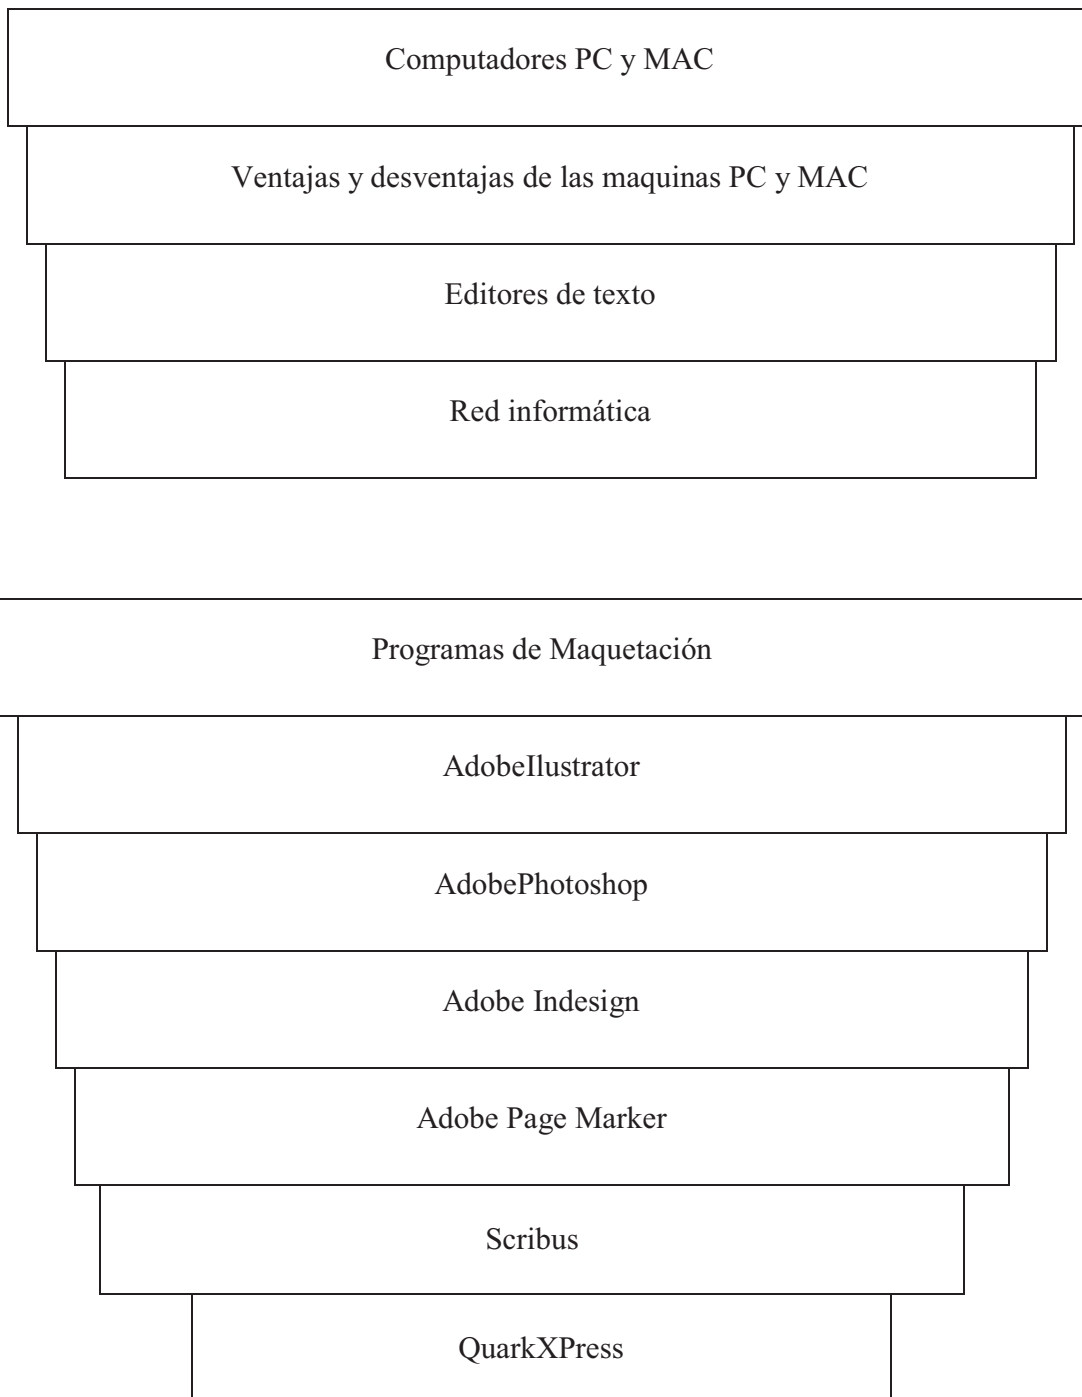 Computadores PC y MAC
Ventajas y desventajas de las maquinas PC y MAC
Editores de texto
Red informática
Programas de Maquetación
AdobeIlustrator
AdobePhotoshop
Adobe Indesign
Adobe Page Marker
Scribus
QuarkXPress